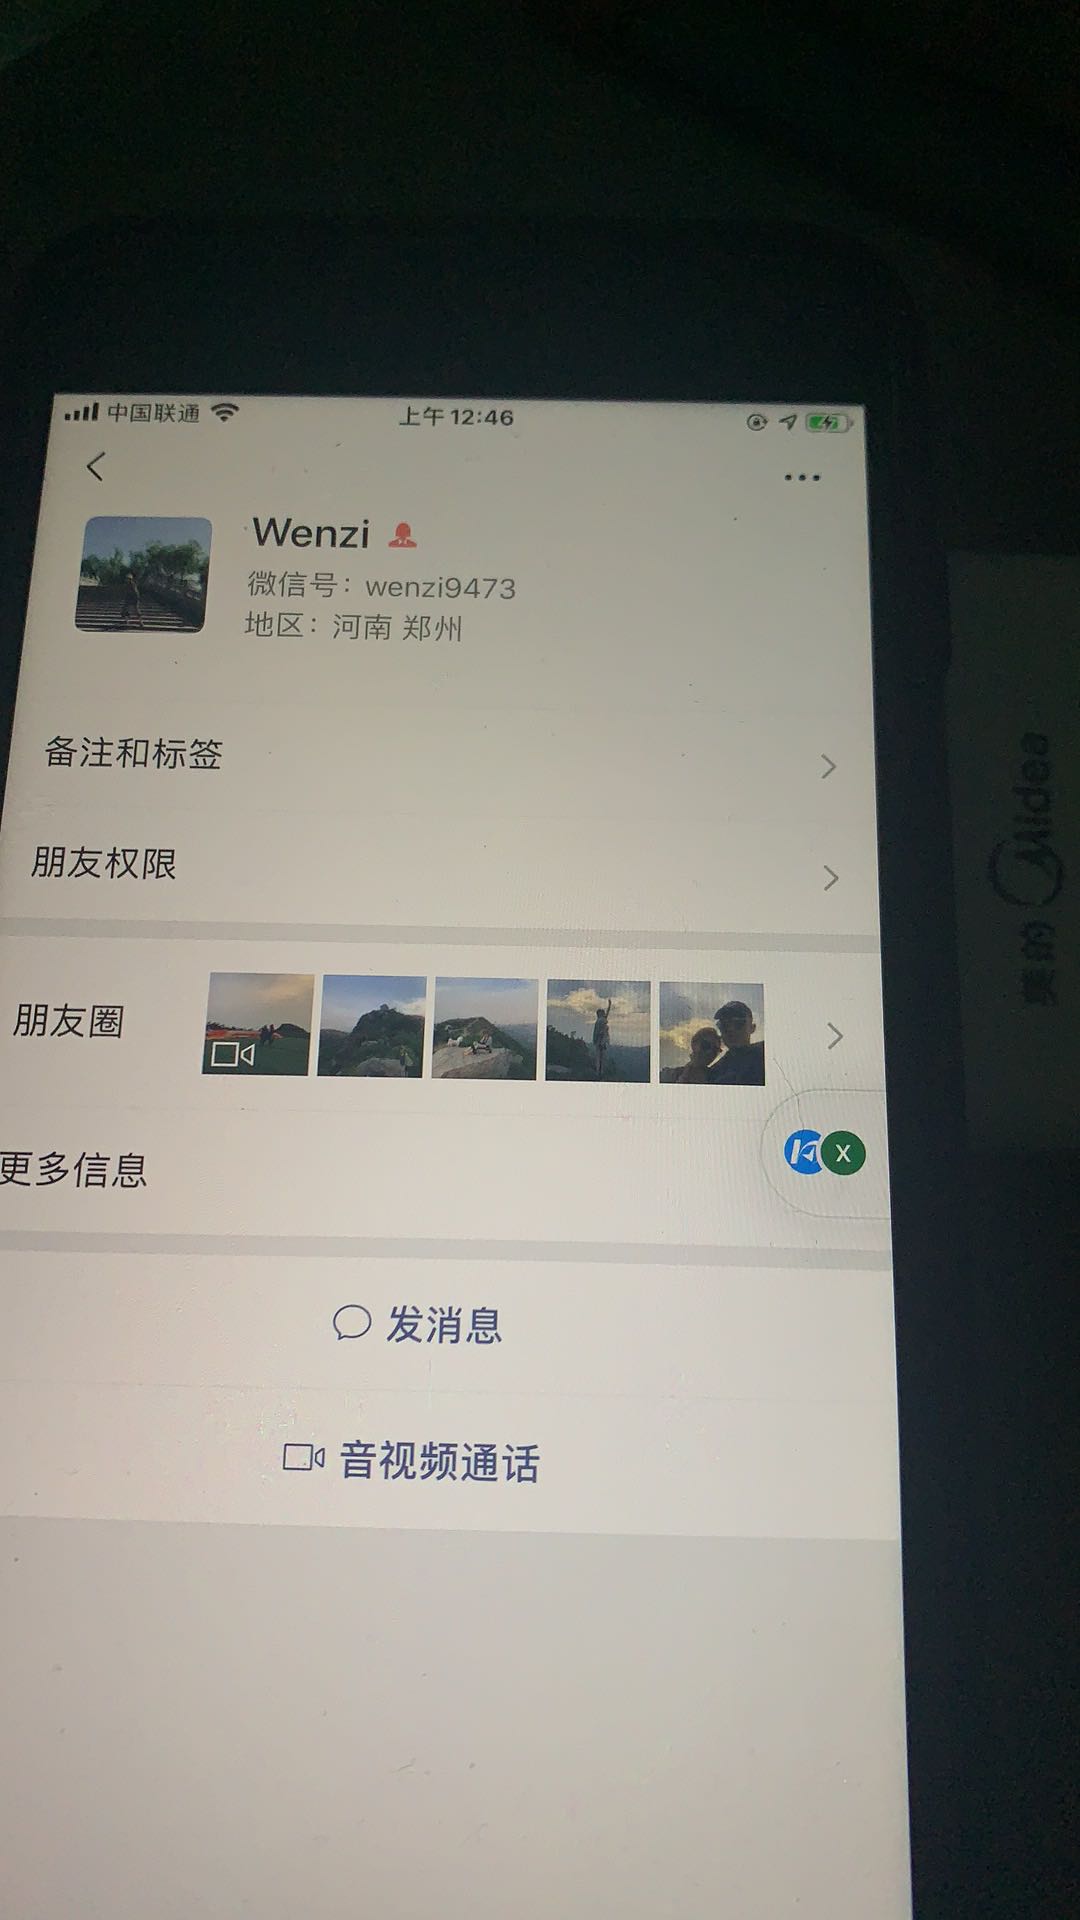 中国联通
上午 12:46
Wenzi
微信号：wenzi9473
地区：河南 郑州
备注和标签
朋友权限
朋友圈
更多信息
X
发消息
音视频通话
美的 Midea